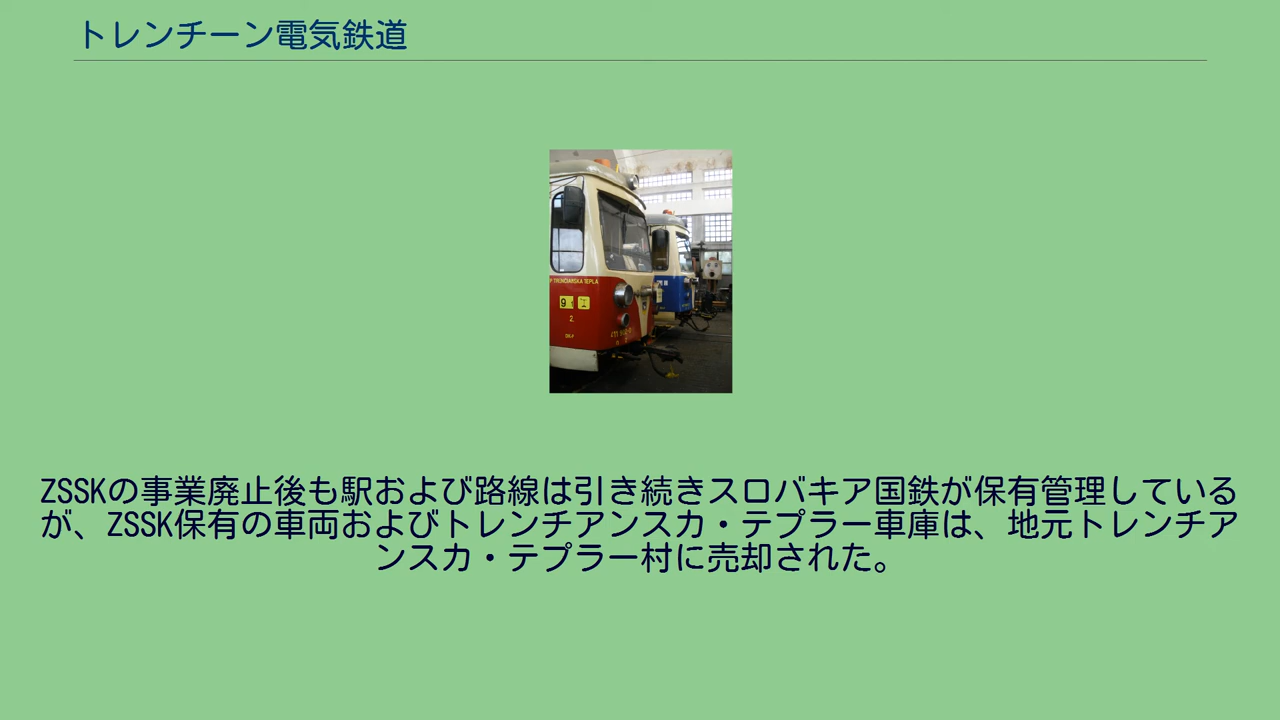 トレンチーン電気鉄道
TRENCIANSKA TEPLA
9
2
ZSSKの事業廃止後も駅および路線は引き続きスロバキア国鉄が保有管理している
が、ZSSK保有の車両およびトレンチアンスカ・テプラー車庫は、地元トレンチア
ンスカ・テプラー村に売却された。